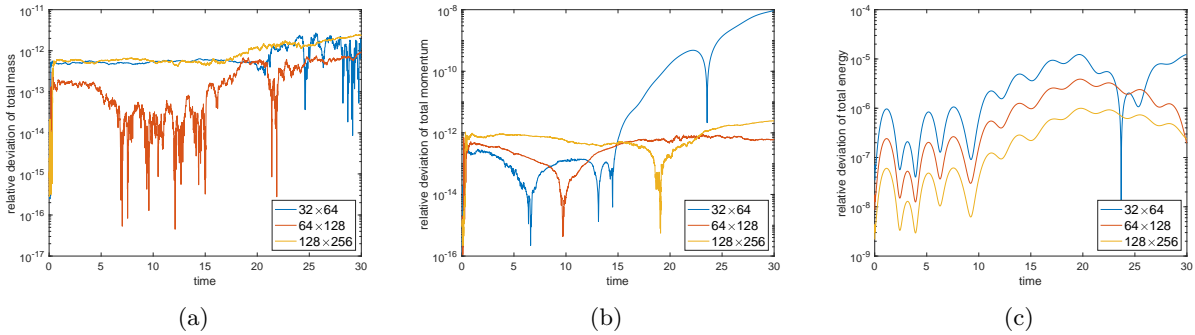 10^-11
10^-12
10^-13
10^-14
10^-15
10^-16
10^-17
relative deviation of total mass
0 5 10 15 20 25 30
time
32×64
64×128
128×256
(a)
10^-8
10^-10
10^-12
10^-14
10^-16
relative deviation of total momentum
0 5 10 15 20 25 30
time
32×64
64×128
128×256
(b)
10^-4
10^-5
10^-6
10^-7
10^-8
10^-9
relative deviation of total energy
0 5 10 15 20 25 30
time
32×64
64×128
128×256
(c)